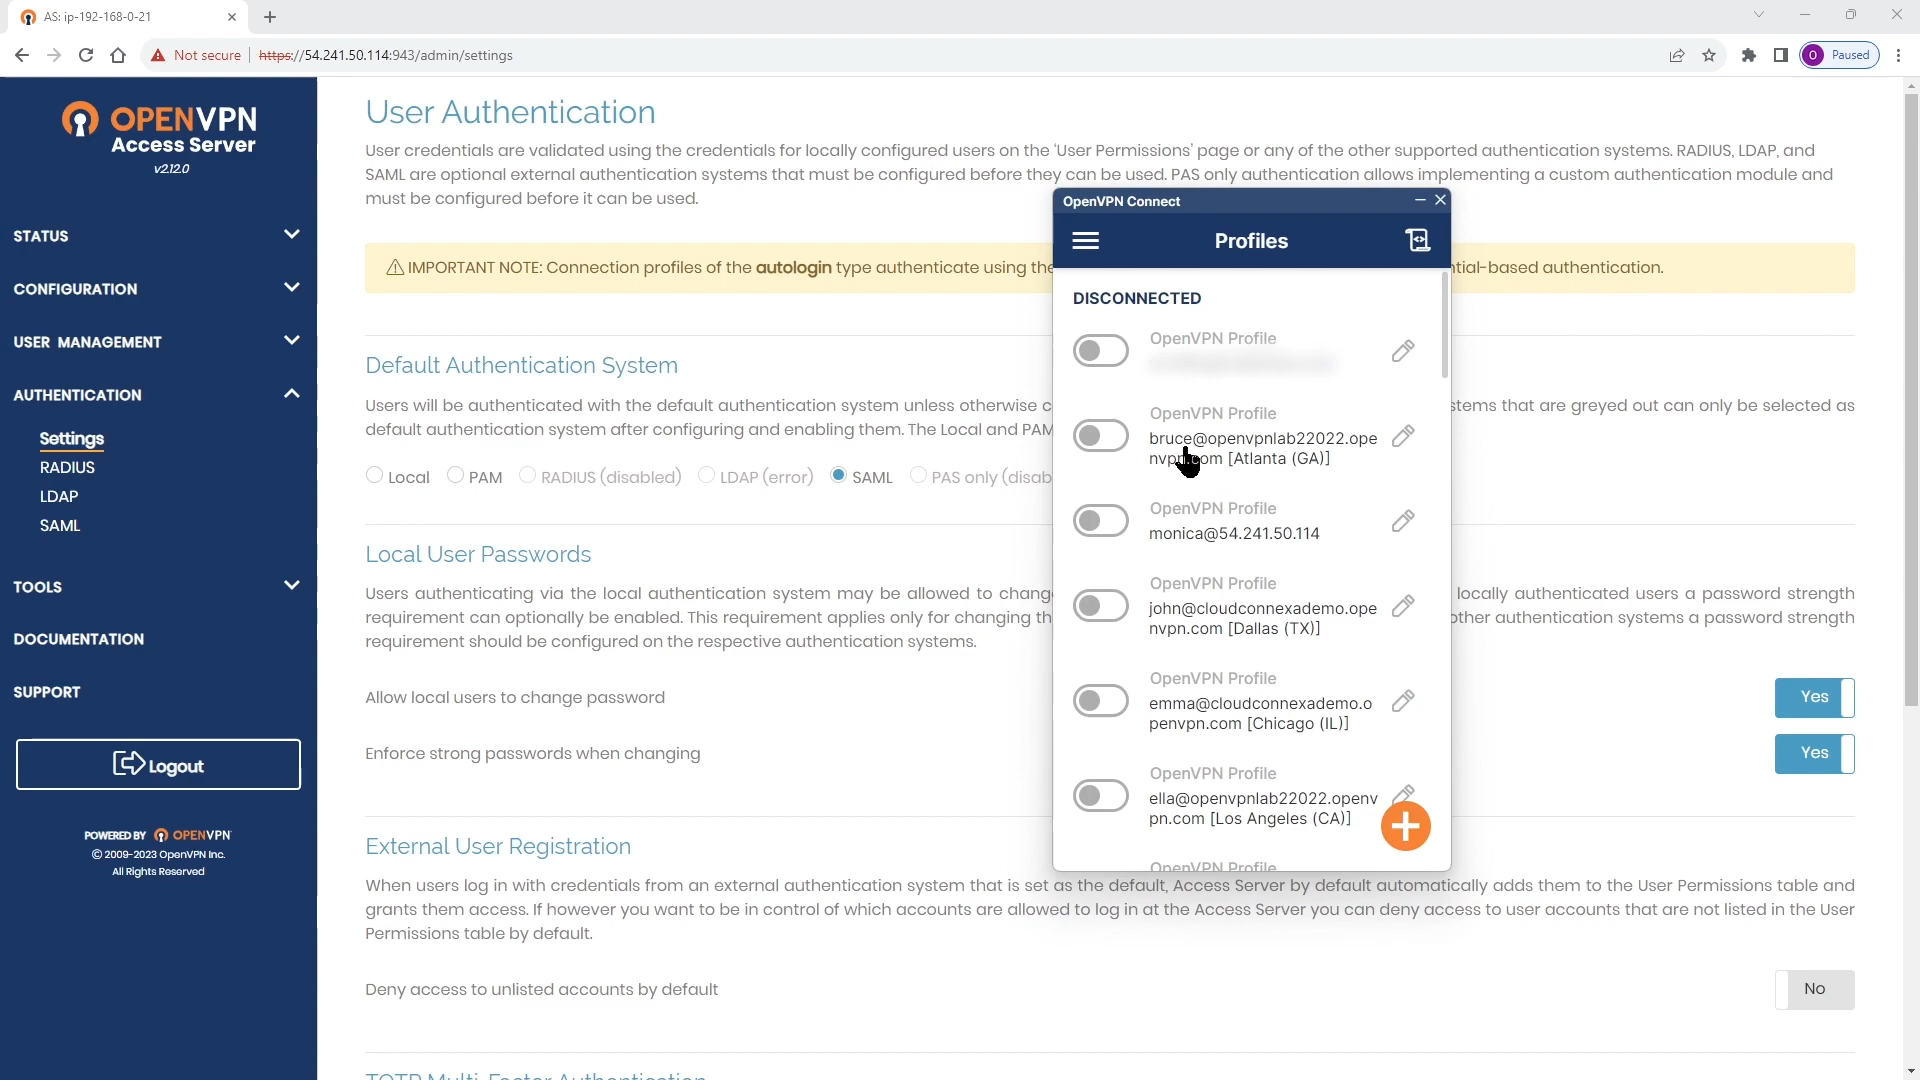 AS: ip-192-168-0-21
Not secure
https://54.241.50.114:943/admin/settings
O
Paused
OPENVPN
Access Server
v2.12.0
STATUS
CONFIGURATION
USER MANAGEMENT
AUTHENTICATION
Settings
RADIUS
LDAP
SAML
TOOLS
DOCUMENTATION
SUPPORT
Logout
POWERED BY OPENVPN
© 2009-2023 OpenVPN Inc.
All Rights Reserved
User Authentication
User credentials are validated using the credentials for locally configured users on the 'User Permissions' page or any of the other supported authentication systems. RADIUS, LDAP, and
SAML are optional external authentication systems that must be configured before they can be used. PAS only authentication allows implementing a custom authentication module and
must be configured before it can be used.
IMPORTANT NOTE: Connection profiles of the autologin type authenticate using the
tial-based authentication.
Default Authentication System
Users will be authenticated with the default authentication system unless otherwise c
stems that are greyed out can only be selected as
default authentication system after configuring and enabling them. The Local and PAM
Local
PAM
RADIUS (disabled)
LDAP (error)
SAML
PAS only (disab
Local User Passwords
Users authenticating via the local authentication system may be allowed to chang
locally authenticated users a password strength
requirement can optionally be enabled. This requirement applies only for changing th
other authentication systems a password strength
requirement should be configured on the respective authentication systems.
Allow local users to change password
Yes
Enforce strong passwords when changing
Yes
External User Registration
When users log in with credentials from an external authentication system that is set as the default, Access Server by default automatically adds them to the User Permissions table and
grants them access. If however you want to be in control of which accounts are allowed to log in at the Access Server you can deny access to user accounts that are not listed in the User
Permissions table by default.
Deny access to unlisted accounts by default
No
TOTP Multi-Factor Authentication
OpenVPN Connect
Profiles
DISCONNECTED
OpenVPN Profile
OpenVPN Profile
bruce@openvpnlab22022.ope
nvpn.com [Atlanta (GA)]
OpenVPN Profile
monica@54.241.50.114
OpenVPN Profile
john@cloudconnexademo.ope
nvpn.com [Dallas (TX)]
OpenVPN Profile
emma@cloudconnexademo.o
penvpn.com [Chicago (IL)]
OpenVPN Profile
ella@openvpnlab22022.openv
pn.com [Los Angeles (CA)]
OpenVPN Profile